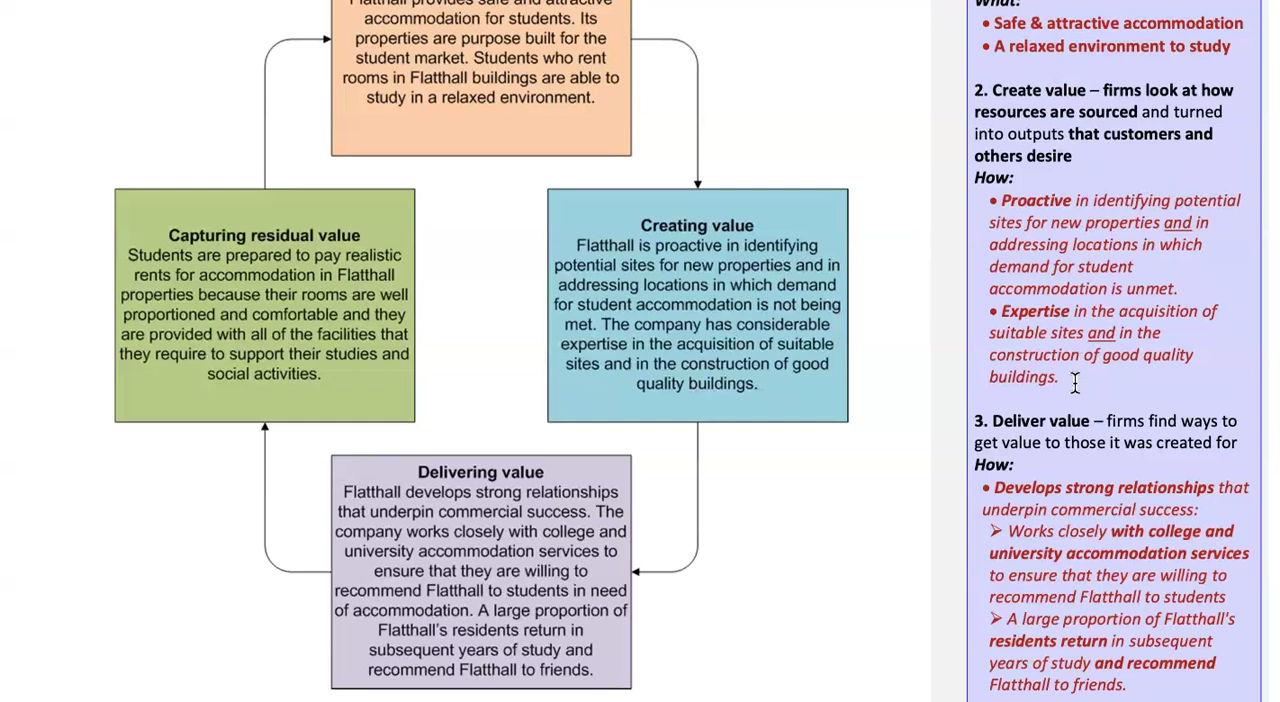 Flatthall provides safe and attractive
accommodation for students. Its
properties are purpose built for the
student market. Students who rent
rooms in Flatthall buildings are able to
study in a relaxed environment.
Capturing residual value
Students are prepared to pay realistic
rents for accommodation in Flatthall
properties because their rooms are well
proportioned and comfortable and they
are provided with all of the facilities that
they require to support their studies and
social activities.
Creating value
Flatthall is proactive in identifying
potential sites for new properties and in
addressing locations in which demand
for student accommodation is not being
met. The company has considerable
expertise in the acquisition of suitable
sites and in the construction of good
quality buildings.
Delivering value
Flatthall develops strong relationships
that underpin commercial success. The
company works closely with college and
university accommodation services to
ensure that they are willing to
recommend Flatthall to students in need
of accommodation. A large proportion of
Flatthall's residents return in
subsequent years of study and
recommend Flatthall to friends.
What:
• Safe & attractive accommodation
• A relaxed environment to study
2. Create value – firms look at how
resources are sourced and turned
into outputs that customers and
others desire
How:
• Proactive in identifying potential
sites for new properties and in
addressing locations in which
demand for student
accommodation is unmet.
• Expertise in the acquisition of
suitable sites and in the
construction of good quality
buildings.
3. Deliver value – firms find ways to
get value to those it was created for
How:
• Develops strong relationships that
underpin commercial success:
➢ Works closely with college and
university accommodation services
to ensure that they are willing to
recommend Flatthall to students
➢ A large proportion of Flatthall's
residents return in subsequent
years of study and recommend
Flatthall to friends.